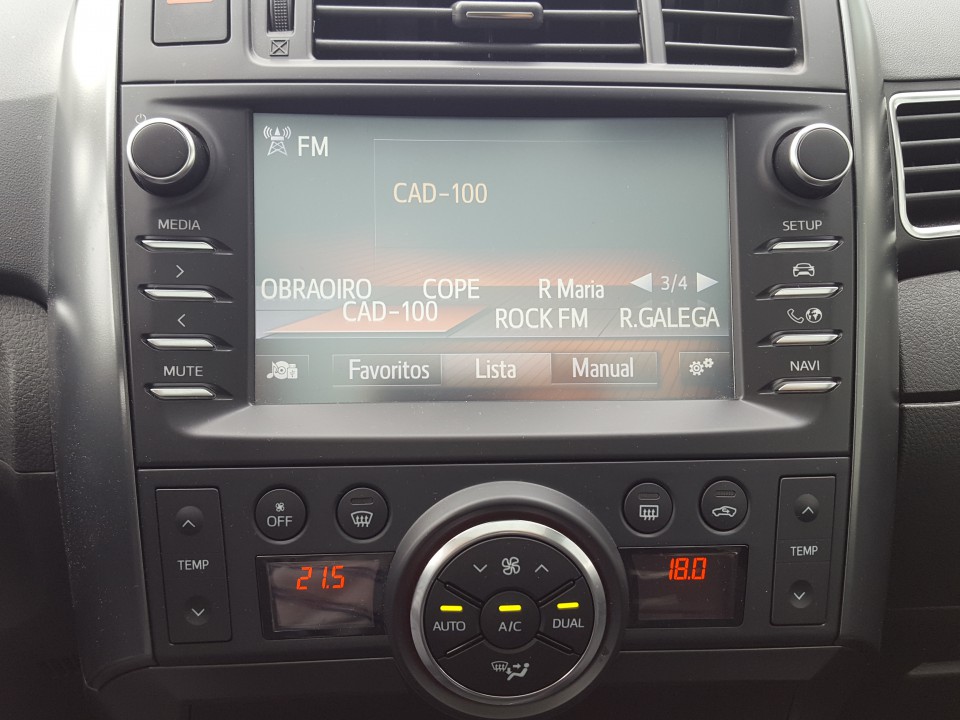 FM
CAD-100
MEDIA
SETUP
OBRAOIRO COPE R Maria 3/4
CAD-100 ROCK FM R.GALEGA
MUTE
NAVI
Favoritos Lista Manual
OFF
TEMP
TEMP
21.5
18.0
AUTO A/C DUAL